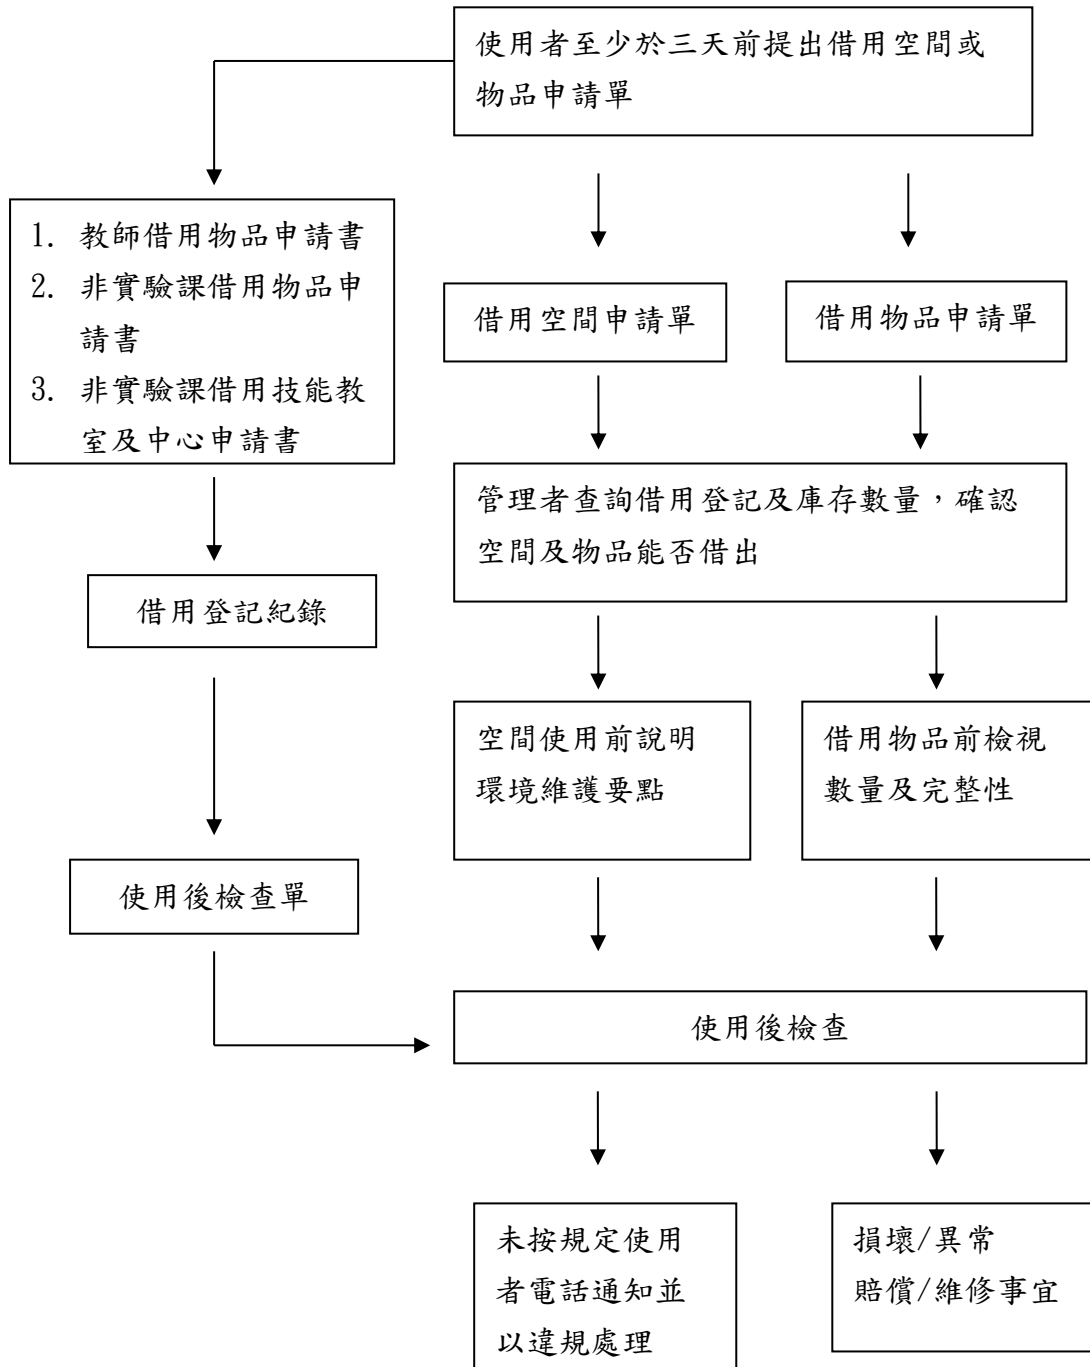 使用者至少於三天前提出借用空間或
物品申請單
1. 教師借用物品申請書
2. 非實驗課借用物品申
請書
3. 非實驗課借用技能教
室及中心申請書
借用空間申請單
借用物品申請單
管理者查詢借用登記及庫存數量，確認
空間及物品能否借出
借用登記紀錄
空間使用前說明
環境維護要點
借用物品前檢視
數量及完整性
使用後檢查單
使用後檢查
未按規定使用
者電話通知並
以違規處理
損壞/異常
賠償/維修事宜